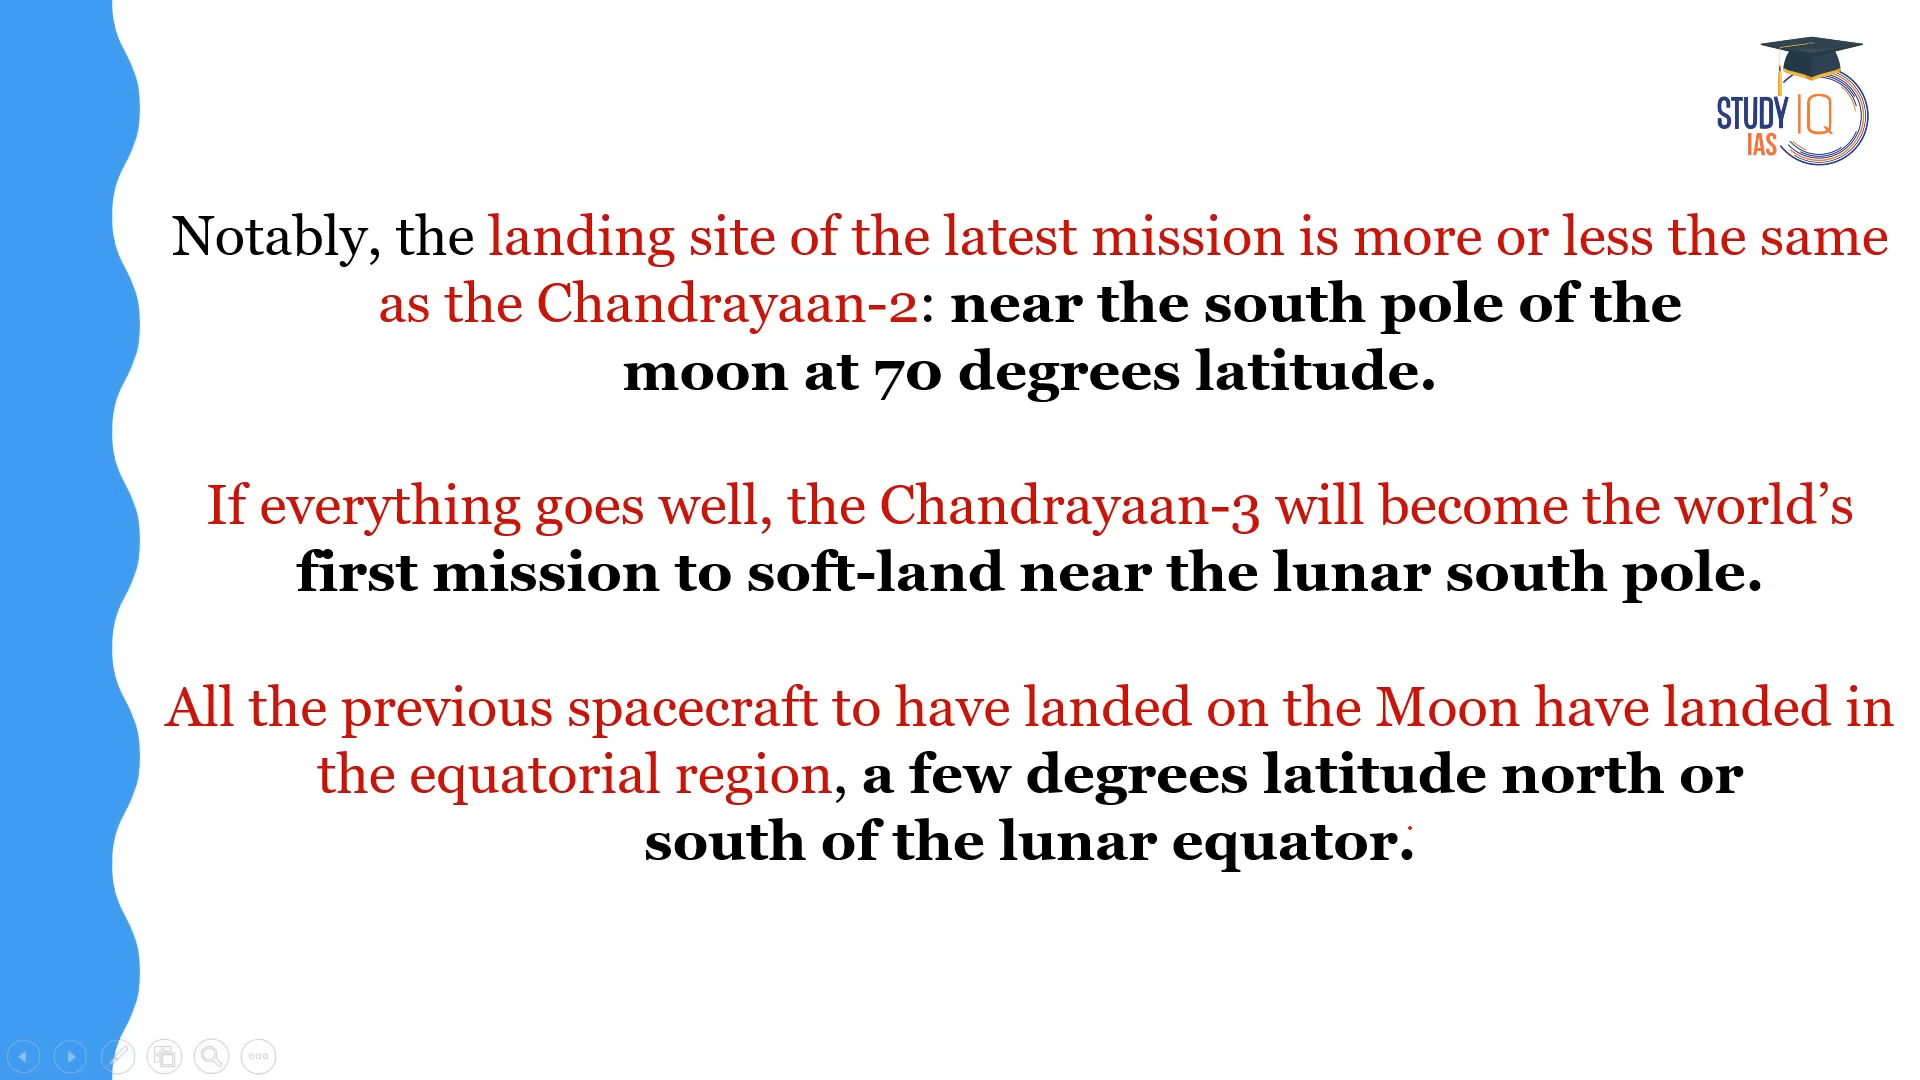 STUDY IQ
IAS
Notably, the landing site of the latest mission is more or less the same
as the Chandrayaan-2: near the south pole of the
moon at 70 degrees latitude.
If everything goes well, the Chandrayaan-3 will become the world’s
first mission to soft-land near the lunar south pole.
All the previous spacecraft to have landed on the Moon have landed in
the equatorial region, a few degrees latitude north or
south of the lunar equator.